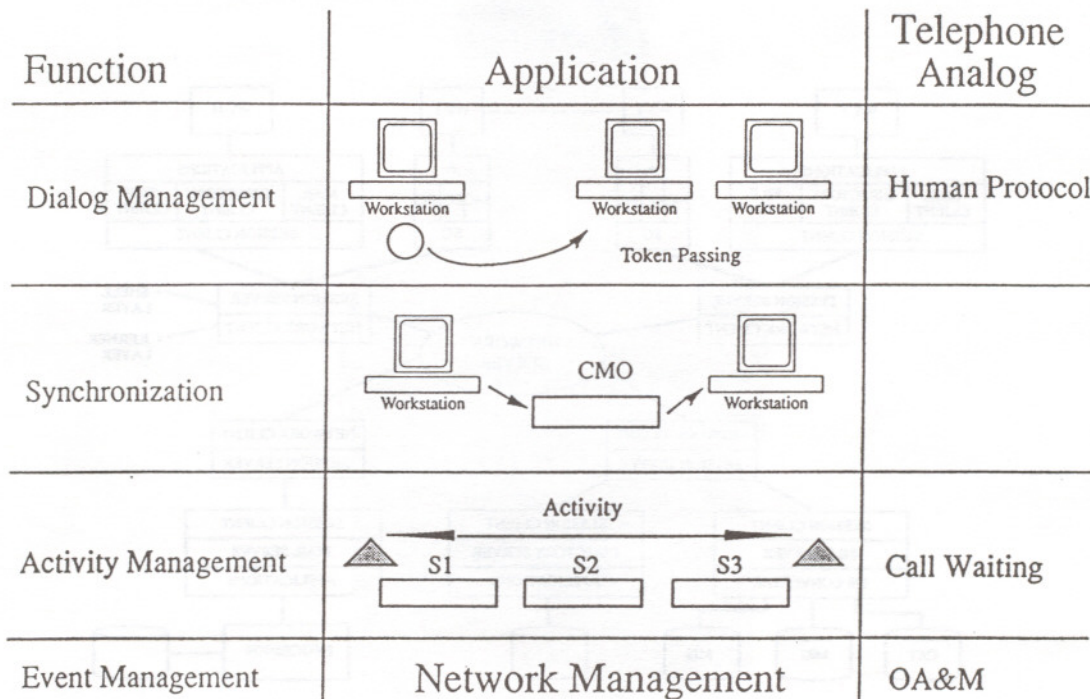 Function
Application
Telephone
Analog
Dialog Management
Workstation
Workstation
Workstation
Token Passing
Human Protocol
Synchronization
Workstation
CMO
Workstation
Activity Management
Activity
S1
S2
S3
Call Waiting
Event Management
Network Management
OA&M